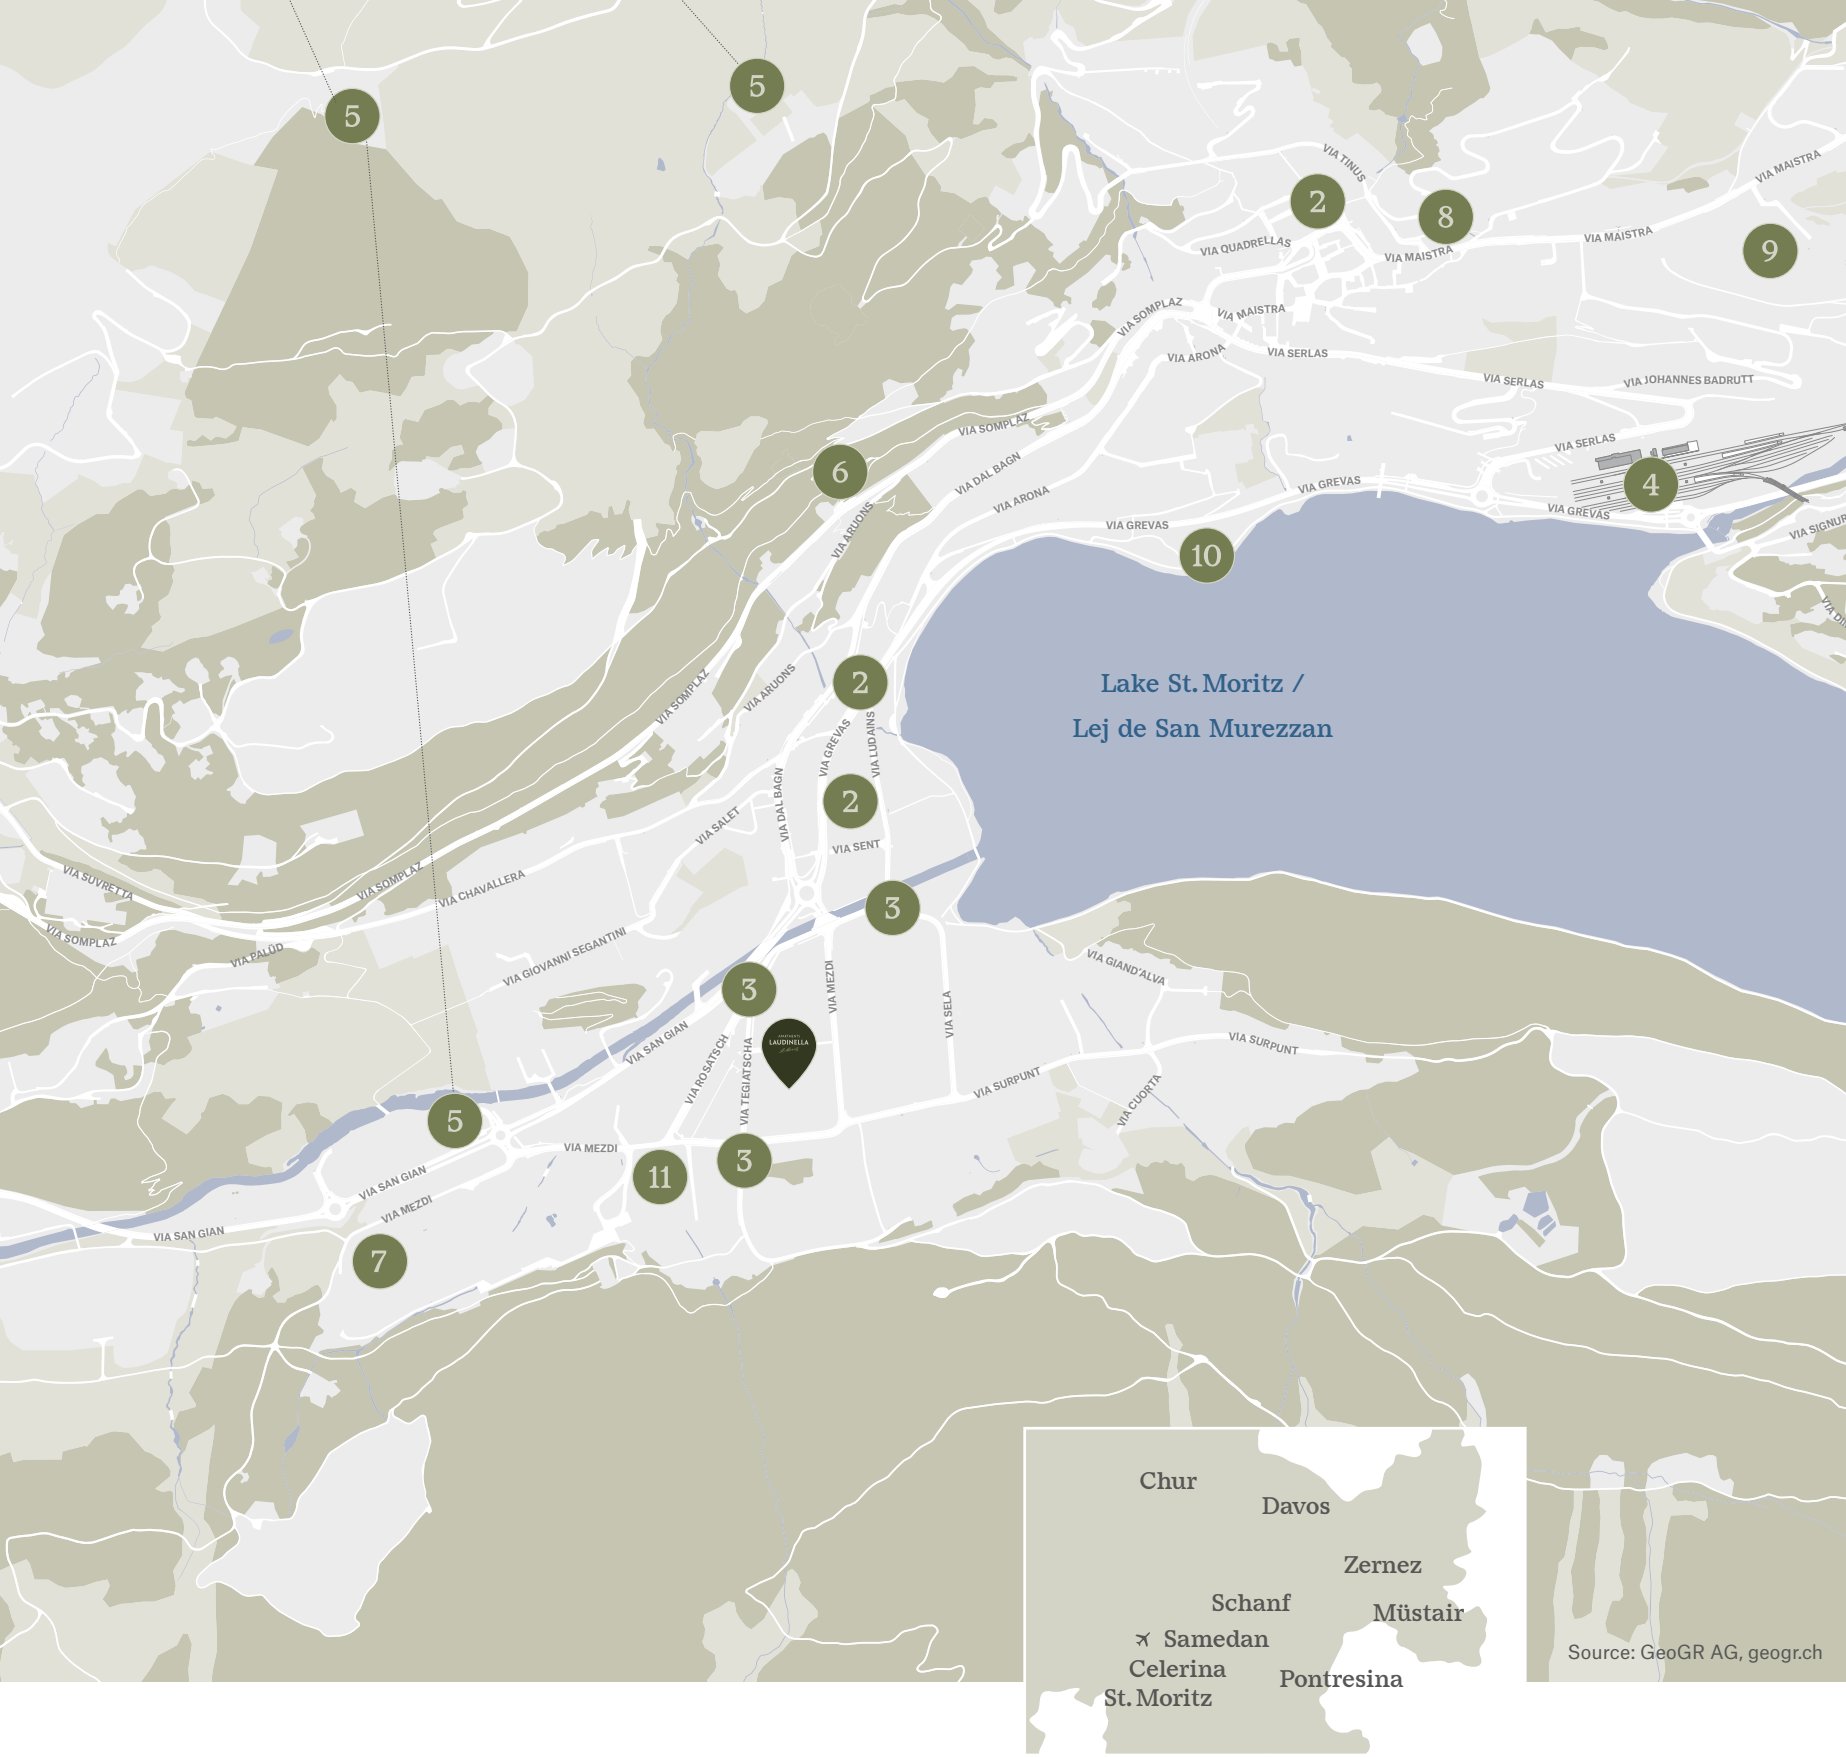 5
5
VIA TINUS
VIA MAISTRA
2
8
VIA MAISTRA
VIA QUADRELLAS
VIA MAISTRA
9
VIA SOMPLAZ
VIA MAISTRA
VIA ARONA
VIA SERLAS
VIA SERLAS
VIA JOHANNES BADRUTT
VIA SOMPLAZ
VIA SERLAS
6
VIA DAL BAGN
VIA ARONA
VIA GREVAS
4
VIA ARUONS
VIA GREVAS
VIA GREVAS
VIA SIGNUR
10
VIA DIM
Lake St. Moritz /
Lej de San Murezzan
VIA SOMPLAZ
VIA ARUONS
2
VIA GREVAS
VIA LUDAINS
VIA DAL BAGN
2
VIA SALET
VIA SENT
VIA SUVRETTA
VIA SOMPLAZ
VIA CHAVALLERA
3
VIA SOMPLAZ
VIA PALÜD
VIA GIOVANNI SEGANTINI
VIA GIAND'ALVA
3
VIA MEZDI
VIA SELA
VIA SAN GIAN
LAUDINELLA
VIA SURPUNT
VIA ROSATSCH
VIA TEGIATSCHA
VIA SURPUNT
VIA CUORTA
5
VIA MEZDI
3
11
VIA SAN GIAN
VIA MEZDI
VIA SAN GIAN
7
Chur
Davos
Zernez
Schanf
Müstair
Samedan
Celerina
Pontresina
St. Moritz
Source: GeoGR AG, geogr.ch